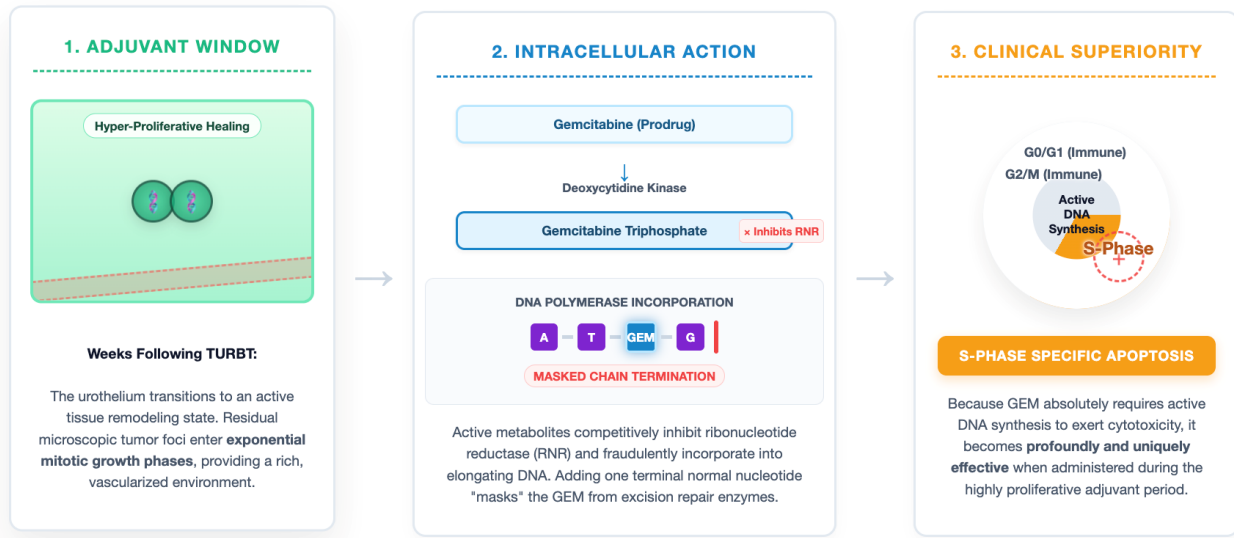 1. ADJUVANT WINDOW
Hyper-Proliferative Healing
Weeks Following TURBT:
The urothelium transitions to an active
tissue remodeling state. Residual
microscopic tumor foci enter exponential
mitotic growth phases, providing a rich,
vascularized environment.
→
2. INTRACELLULAR ACTION
Gemcitabine (Prodrug)
↓
Deoxycytidine Kinase
Gemcitabine Triphosphate
× Inhibits RNR
DNA POLYMERASE INCORPORATION
A T GEM G
MASKED CHAIN TERMINATION
Active metabolites competitively inhibit ribonucleotide
reductase (RNR) and fraudulently incorporate into
elongating DNA. Adding one terminal normal nucleotide
"masks" the GEM from excision repair enzymes.
→
3. CLINICAL SUPERIORITY
G0/G1 (Immune)
G2/M (Immune)
Active
DNA
Synthesis
S-Phase
S-PHASE SPECIFIC APOPTOSIS
Because GEM absolutely requires active
DNA synthesis to exert cytotoxicity, it
becomes profoundly and uniquely
effective when administered during the
highly proliferative adjuvant period.